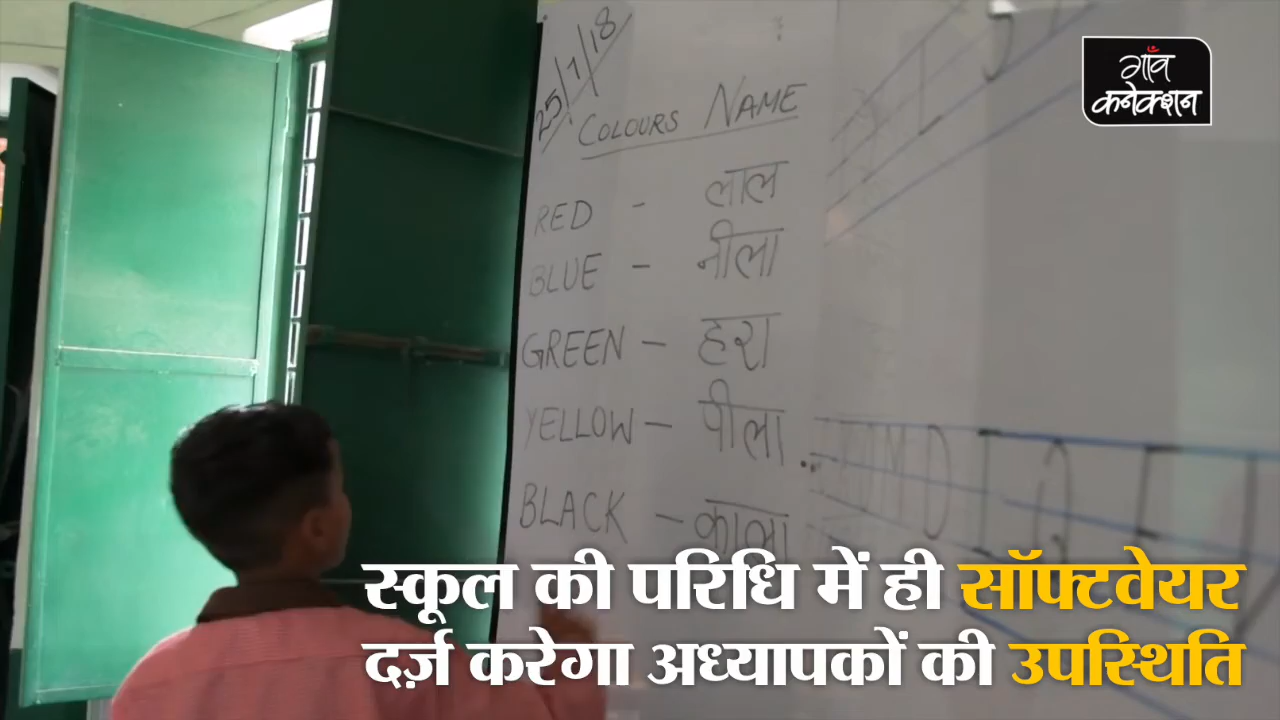 गाँव
कनेक्शन
25/7/18
COLOURS NAME
RED - लाल
BLUE - नीला
GREEN - हरा
YELLOW - पीला
BLACK - काला
स्कूल की परिधि में ही सॉफ्टवेयर
दर्ज़ करेगा अध्यापकों की उपस्थिति